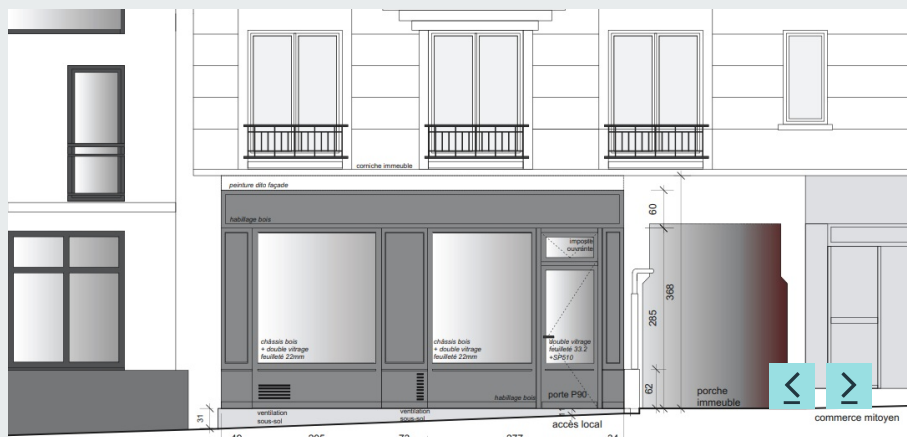 corniche immeuble
peinture dito façade
habillage bois
imposte
ouvrante
60
368
285
châssis bois
+ double vitrage
feuilleté 22mm
châssis bois
+ double vitrage
feuilleté 22mm
double vitrage
feuilleté 33.2
+SP510
62
habillage bois
porte P90
porche
immeuble
31
ventilation
sous-sol
ventilation
sous-sol
accés local
commerce mitoyen